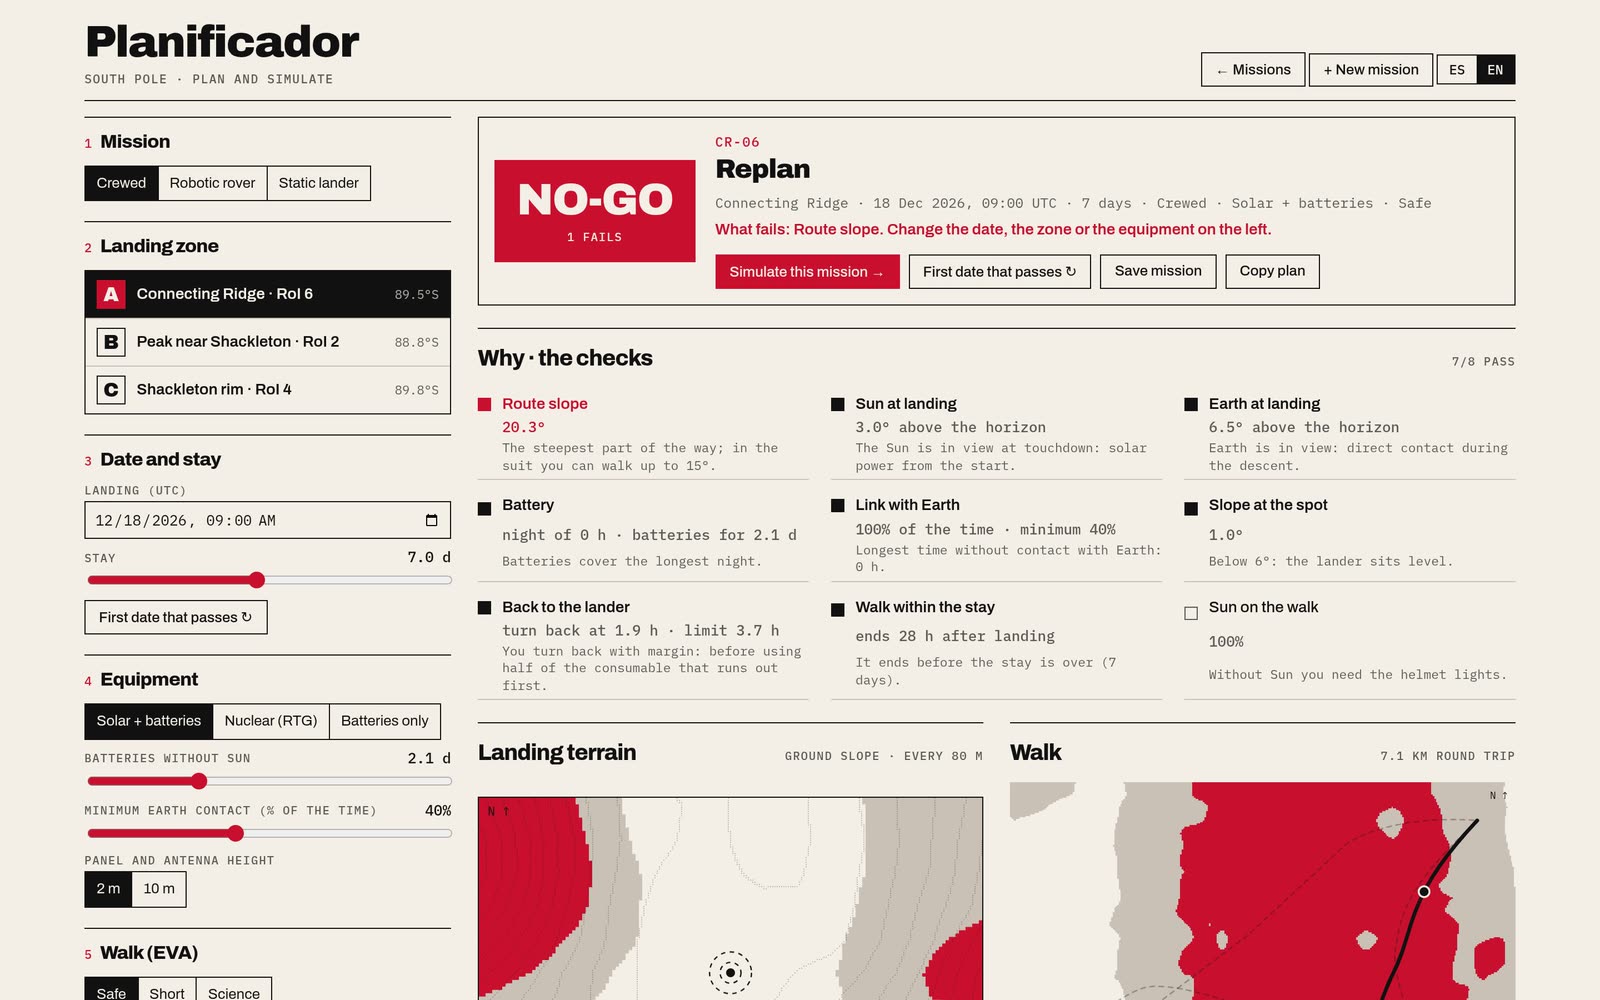 Planificador
SOUTH POLE · PLAN AND SIMULATE
← Missions
+ New mission
ES
EN
1 Mission
Crewed
Robotic rover
Static lander
2 Landing zone
A Connecting Ridge · RoI 6 89.5°S
B Peak near Shackleton · RoI 2 88.8°S
C Shackleton rim · RoI 4 89.8°S
3 Date and stay
LANDING (UTC)
12/18/2026, 09:00 AM
STAY 7.0 d
First date that passes ↻
4 Equipment
Solar + batteries
Nuclear (RTG)
Batteries only
BATTERIES WITHOUT SUN 2.1 d
MINIMUM EARTH CONTACT (% OF THE TIME) 40%
PANEL AND ANTENNA HEIGHT
2 m
10 m
5 Walk (EVA)
Safe
Short
Science
NO-GO
1 FAILS
CR-06
Replan
Connecting Ridge · 18 Dec 2026, 09:00 UTC · 7 days · Crewed · Solar + batteries · Safe
What fails: Route slope. Change the date, the zone or the equipment on the left.
Simulate this mission →
First date that passes ↻
Save mission
Copy plan
Why · the checks
7/8 PASS
Route slope
20.3°
The steepest part of the way; in the
suit you can walk up to 15°.
Sun at landing
3.0° above the horizon
The Sun is in view at touchdown: solar
power from the start.
Earth at landing
6.5° above the horizon
Earth is in view: direct contact during
the descent.
Battery
night of 0 h · batteries for 2.1 d
Batteries cover the longest night.
Link with Earth
100% of the time · minimum 40%
Longest time without contact with Earth:
0 h.
Slope at the spot
1.0°
Below 6°: the lander sits level.
Back to the lander
turn back at 1.9 h · limit 3.7 h
You turn back with margin: before using
half of the consumable that runs out
first.
Walk within the stay
ends 28 h after landing
It ends before the stay is over (7
days).
Sun on the walk
100%
Without Sun you need the helmet lights.
Landing terrain
GROUND SLOPE · EVERY 80 M
N ↑
Walk
7.1 KM ROUND TRIP
N ↑